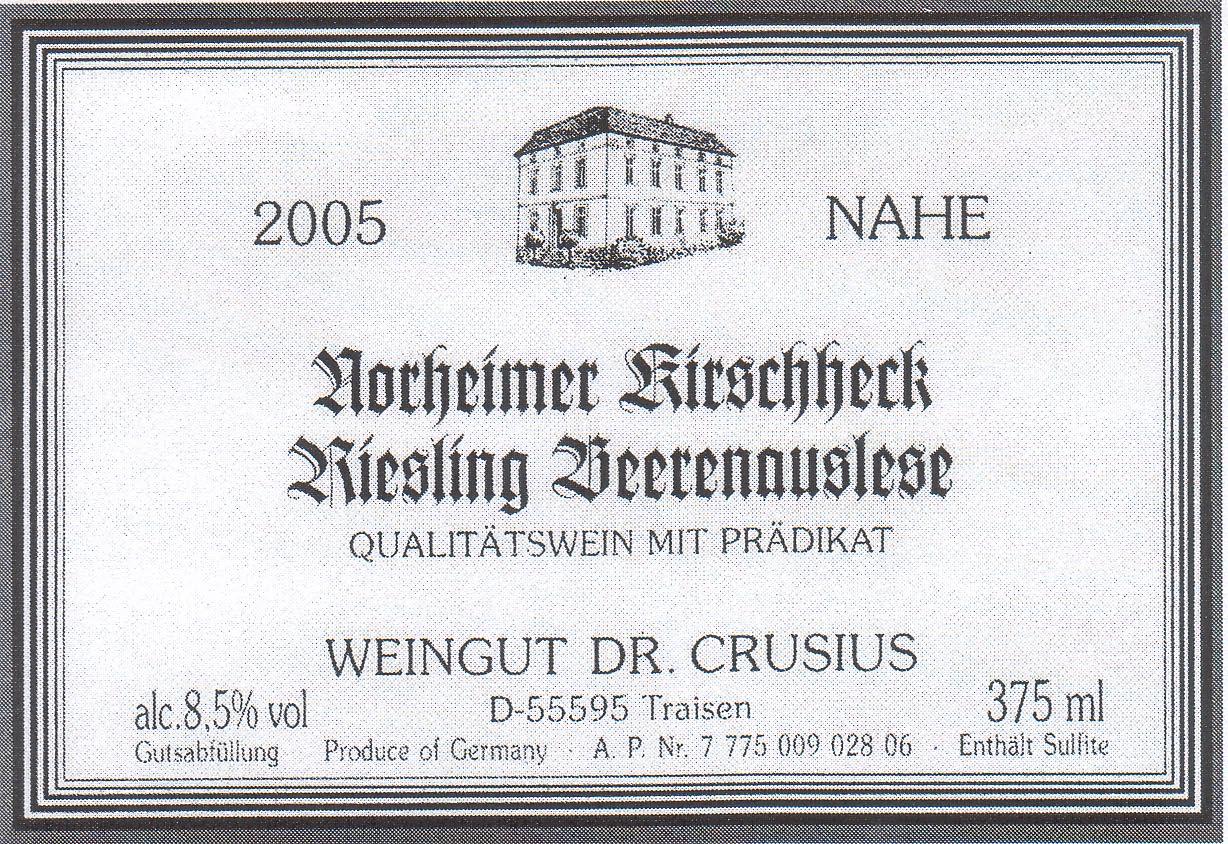 2005 NAHE
Norheimer Kirschheck
Riesling Beerenauslese
QUALITÄTSWEIN MIT PRÄDIKAT
WEINGUT DR. CRUSIUS
alc.8,5% vol D-55595 Traisen 375 ml
Gutsabfüllung Produce of Germany · A. P. Nr. 7 775 009 028 06 · Enthält Sulfite